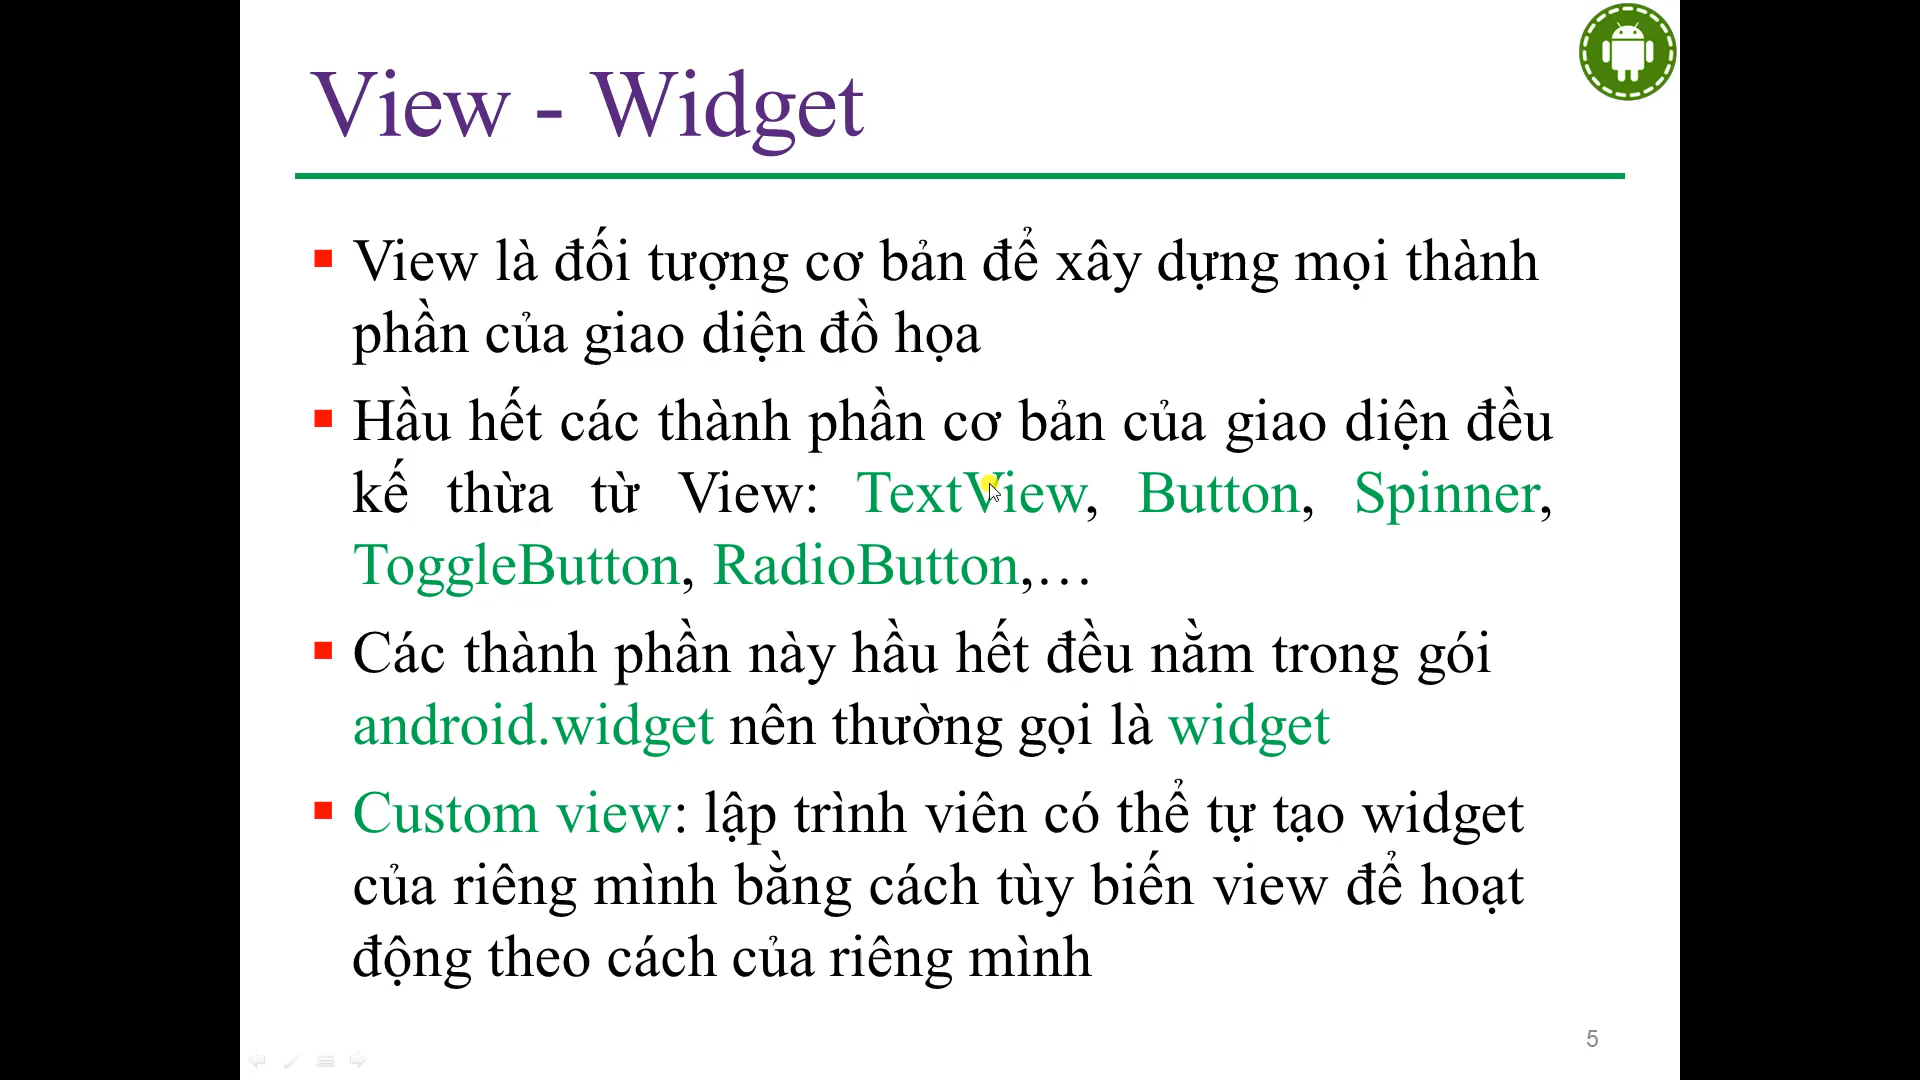 View - Widget
View là đối tượng cơ bản để xây dựng mọi thành
phần của giao diện đồ họa
Hầu hết các thành phần cơ bản của giao diện đều
kế thừa từ View: TextView, Button, Spinner,
ToggleButton, RadioButton,…
Các thành phần này hầu hết đều nằm trong gói
android.widget nên thường gọi là widget
Custom view: lập trình viên có thể tự tạo widget
của riêng mình bằng cách tùy biến view để hoạt
động theo cách của riêng mình
5